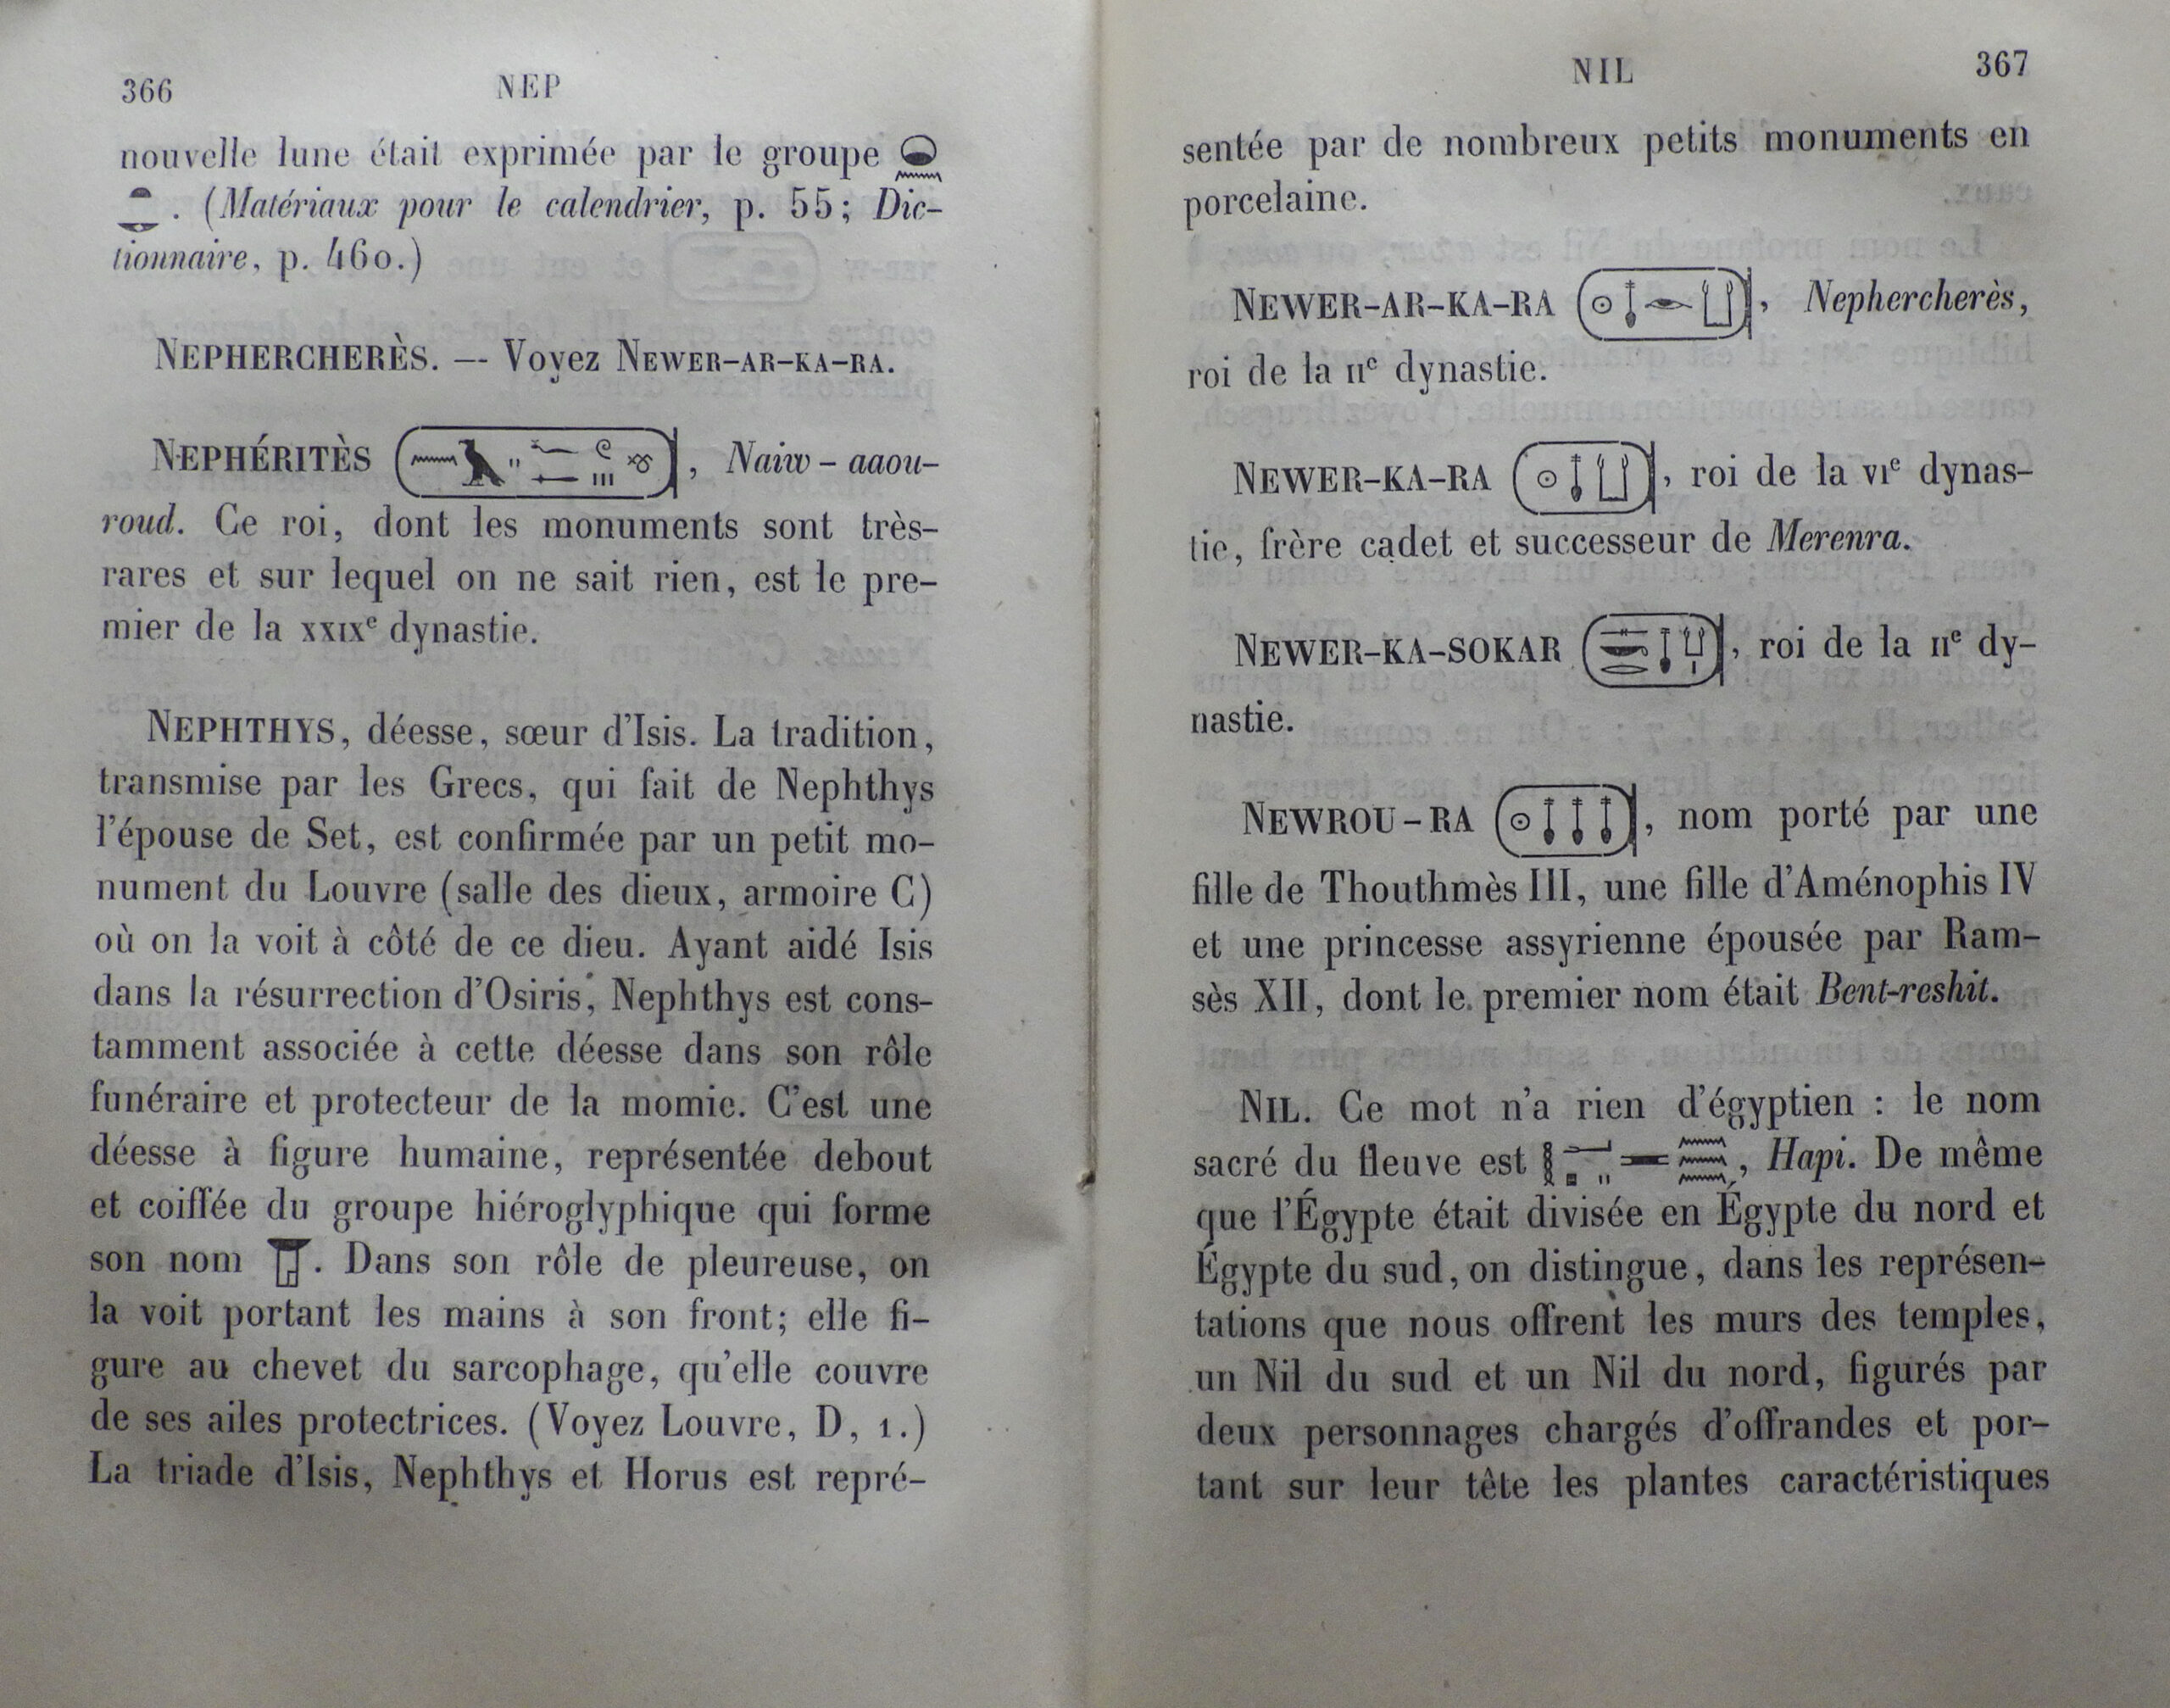 366 NEP
nouvelle lune était exprimée par le groupe
. (Matériaux pour le calendrier, p. 55; Dic-
tionnaire, p. 460.)
NEPHERCHERÈS. — Voyez NEWER-AR-KA-RA.
NEPHÉRITÈS , Naiw-aaou-
roud. Ce roi, dont les monuments sont très-
rares et sur lequel on ne sait rien, est le pre-
mier de la XXIXe dynastie.
NEPHTHYS, déesse, sœur d'Isis. La tradition,
transmise par les Grecs, qui fait de Nephthys
l'épouse de Set, est confirmée par un petit mo-
nument du Louvre (salle des dieux, armoire C)
où on la voit à côté de ce dieu. Ayant aidé Isis
dans la résurrection d'Osiris, Nephthys est cons-
tamment associée à cette déesse dans son rôle
funéraire et protecteur de la momie. C'est une
déesse à figure humaine, représentée debout
et coiffée du groupe hiéroglyphique qui forme
son nom . Dans son rôle de pleureuse, on
la voit portant les mains à son front; elle fi-
gure au chevet du sarcophage, qu'elle couvre
de ses ailes protectrices. (Voyez Louvre, D, 1.)
La triade d'Isis, Nephthys et Horus est repré-
NIL 367
sentée par de nombreux petits monuments en
porcelaine.
NEWER-AR-KA-RA , Nephercherès,
roi de la IIe dynastie.
NEWER-KA-RA , roi de la VIe dynas-
tie, frère cadet et successeur de Merenra.
NEWER-KA-SOKAR , roi de la IIe dy-
nastie.
NEWROU-RA , nom porté par une
fille de Thouthmès III, une fille d'Aménophis IV
et une princesse assyrienne épousée par Ram-
sès XII, dont le premier nom était Bent-reshit.
NIL. Ce mot n'a rien d'égyptien : le nom
sacré du fleuve est , Hapi. De même
que l'Égypte était divisée en Égypte du nord et
Égypte du sud, on distingue, dans les représen-
tations que nous offrent les murs des temples,
un Nil du sud et un Nil du nord, figurés par
deux personnages chargés d'offrandes et por-
tant sur leur tête les plantes caractéristiques